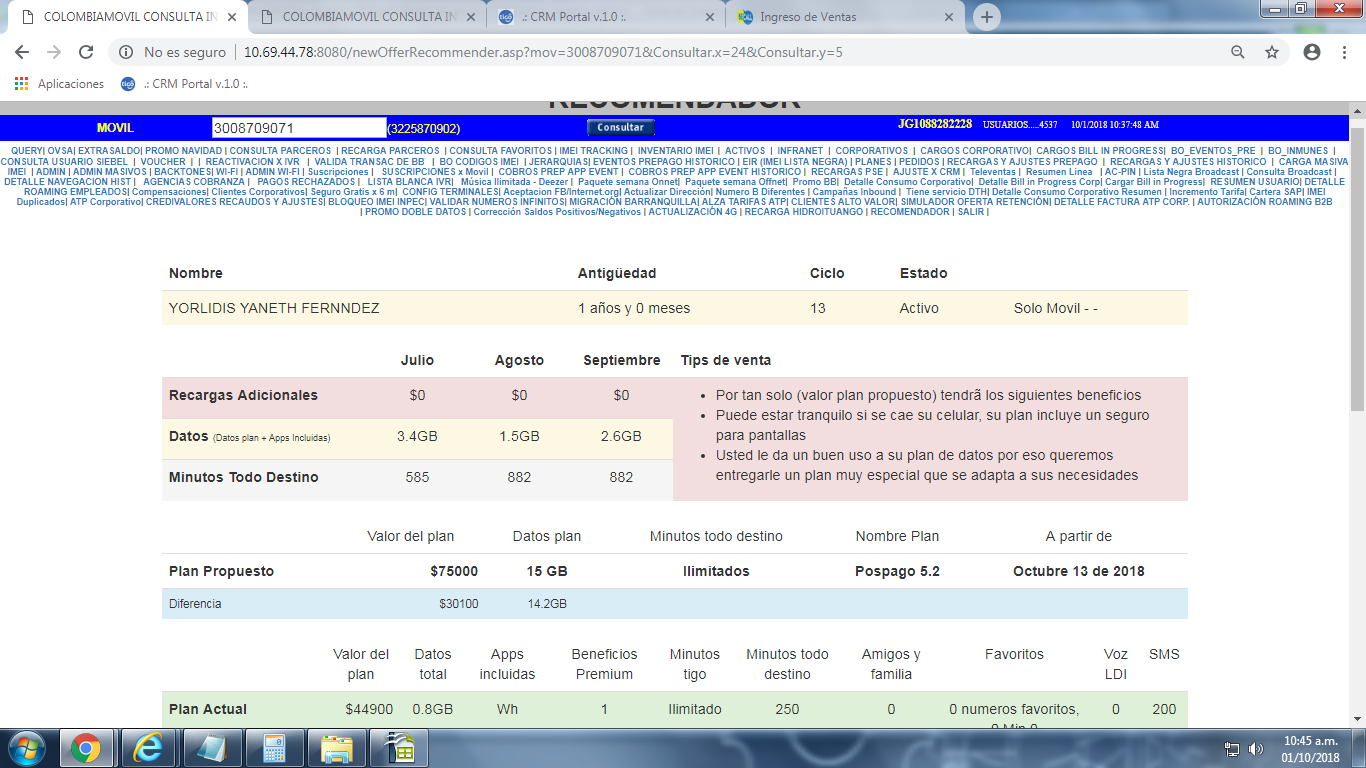 COLOMBIAMOVIL CONSULTA IN
COLOMBIAMOVIL CONSULTA IN
tigo .: CRM Portal v.1.0 :.
Ingreso de Ventas
No es seguro | 10.69.44.78:8080/newOfferRecommender.asp?mov=3008709071&Consultar.x=24&Consultar.y=5
Aplicaciones tigo .: CRM Portal v.1.0 :.
RECOMENDADOR
MOVIL 3008709071 (3225870902) Consultar JG1088282228 USUARIOS.....4537 10/1/2018 10:37:48 AM
QUERY| OVSA| EXTRASALDO| PROMO NAVIDAD | CONSULTA PARCEROS | RECARGA PARCEROS | CONSULTA FAVORITOS | IMEI TRACKING | INVENTARIO IMEI | ACTIVOS | INFRANET | CORPORATIVOS | CARGOS CORPORATIVO| CARGOS BILL IN PROGRESS| BO_EVENTOS_PRE | BO_INMUNES |
CONSULTA USUARIO SIEBEL | VOUCHER | | REACTIVACION X IVR | VALIDA TRANSAC DE BB | BO CODIGOS IMEI | JERARQUIAS| EVENTOS PREPAGO HISTORICO | EIR (IMEI LISTA NEGRA) | PLANES | PEDIDOS | RECARGAS Y AJUSTES PREPAGO | RECARGAS Y AJUSTES HISTORICO | CARGA MASIVA
IMEI | ADMIN | ADMIN MASIVOS | BACKTONES| WI-FI | ADMIN WI-FI | Suscripciones | SUSCRIPCIONES x Movil | COBROS PREP APP EVENT | COBROS PREP APP EVENT HISTORICO | RECARGAS PSE | AJUSTE X CRM | Televentas | Resumen Linea | AC-PIN | Lista Negra Broadcast | Consulta Broadcast |
DETALLE NAVEGACION HIST | AGENCIAS COBRANZA | PAGOS RECHAZADOS | LISTA BLANCA IVR| Música Ilimitada - Deezer | Paquete semana Onnet| Paquete semana Offnet| Promo BB| Detalle Consumo Corporativo| Detalle Bill in Progress Corp| Cargar Bill in Progress| RESUMEN USUARIO| DETALLE
ROAMING EMPLEADO| Compensaciones| Clientes Corporativos| Seguro Gratis x 6 m| CONFIG TERMINALES| Aceptacion FB/Internet.org| Actualizar Dirección| Numero B Diferentes | Campañas Inbound | Tiene servicio DTH| Detalle Consumo Corporativo Resumen | Incremento Tarifa| Cartera SAP| IMEI
Duplicados| ATP Corporativo| CREDIVALORES RECAUDOS Y AJUSTES| BLOQUEO IMEI INPEC| VALIDAR NUMEROS INFINITOS| MIGRACIÓN BARRANQUILLA| ALZA TARIFAS ATP| CLIENTES ALTO VALOR| SIMULADOR OFERTA RETENCIÓN| DETALLE FACTURA ATP CORP. | AUTORIZACIÓN ROAMING B2B
| PROMO DOBLE DATOS | Corrección Saldos Positivos/Negativos | ACTUALIZACIÓN 4G | RECARGA HIDROITUANGO | RECOMENDADOR | SALIR |
Nombre Antigüedad Ciclo Estado
YORLIDIS YANETH FERNNDEZ 1 años y 0 meses 13 Activo Solo Movil - -
Julio Agosto Septiembre Tips de venta
Recargas Adicionales $0 $0 $0
Datos (Datos plan + Apps Incluidas) 3.4GB 1.5GB 2.6GB
Minutos Todo Destino 585 882 882
• Por tan solo (valor plan propuesto) tendrã los siguientes beneficios
• Puede estar tranquilo si se cae su celular, su plan incluye un seguro
para pantallas
• Usted le da un buen uso a su plan de datos por eso queremos
entregarle un plan muy especial que se adapta a sus necesidades
Valor del plan Datos plan Minutos todo destino Nombre Plan A partir de
Plan Propuesto $75000 15 GB Ilimitados Pospago 5.2 Octubre 13 de 2018
Diferencia $30100 14.2GB
Valor del Datos Apps Beneficios Minutos Minutos todo Amigos y Favoritos Voz SMS
plan total incluidas Premium tigo destino familia LDI
Plan Actual $44900 0.8GB Wh 1 Ilimitado 250 0 0 numeros favoritos, 0 200
0 Min 0
10:45 a.m.
01/10/2018